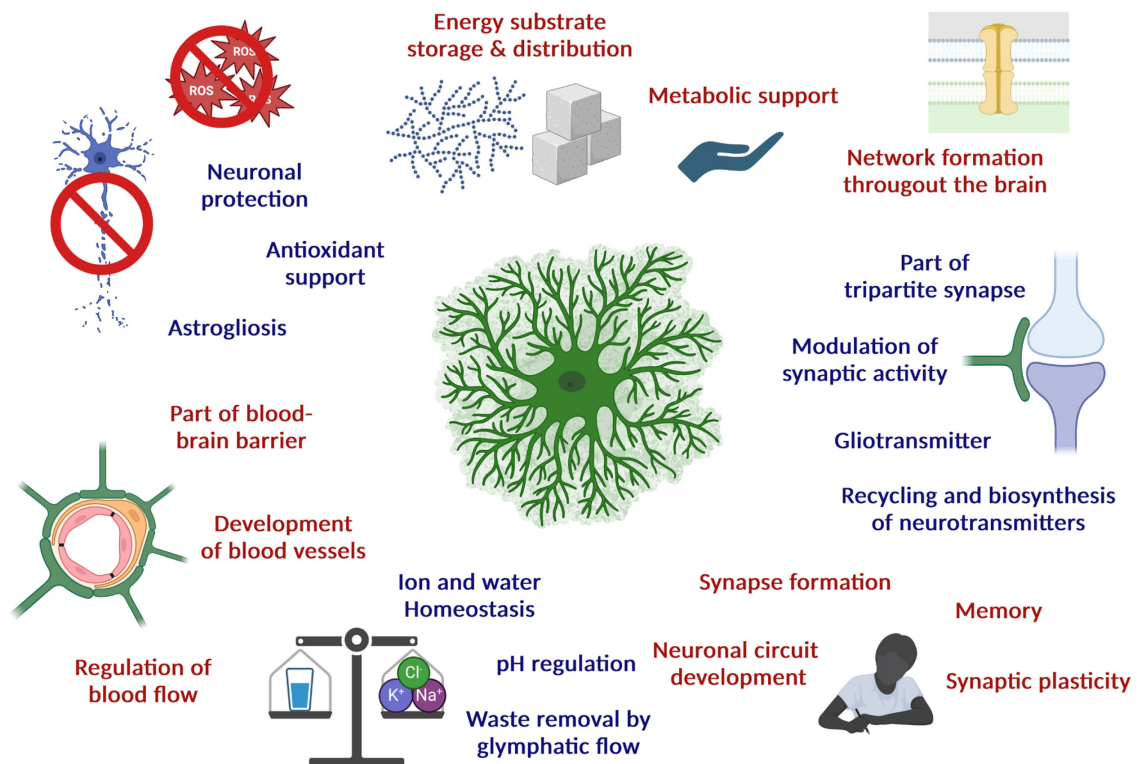 Energy substrate
storage & distribution
ROS
ROS
ROS
Metabolic support
Network formation
througout the brain
Neuronal
protection
Antioxidant
support
Astrogliosis
Part of
tripartite synapse
Modulation of
synaptic activity
Gliotransmitter
Recycling and biosynthesis
of neurotransmitters
Part of blood-
brain barrier
Development
of blood vessels
Regulation of
blood flow
Ion and water
Homeostasis
Cl⁻
K⁺ Na⁺
pH regulation
Waste removal by
glymphatic flow
Synapse formation
Neuronal circuit
development
Memory
Synaptic plasticity